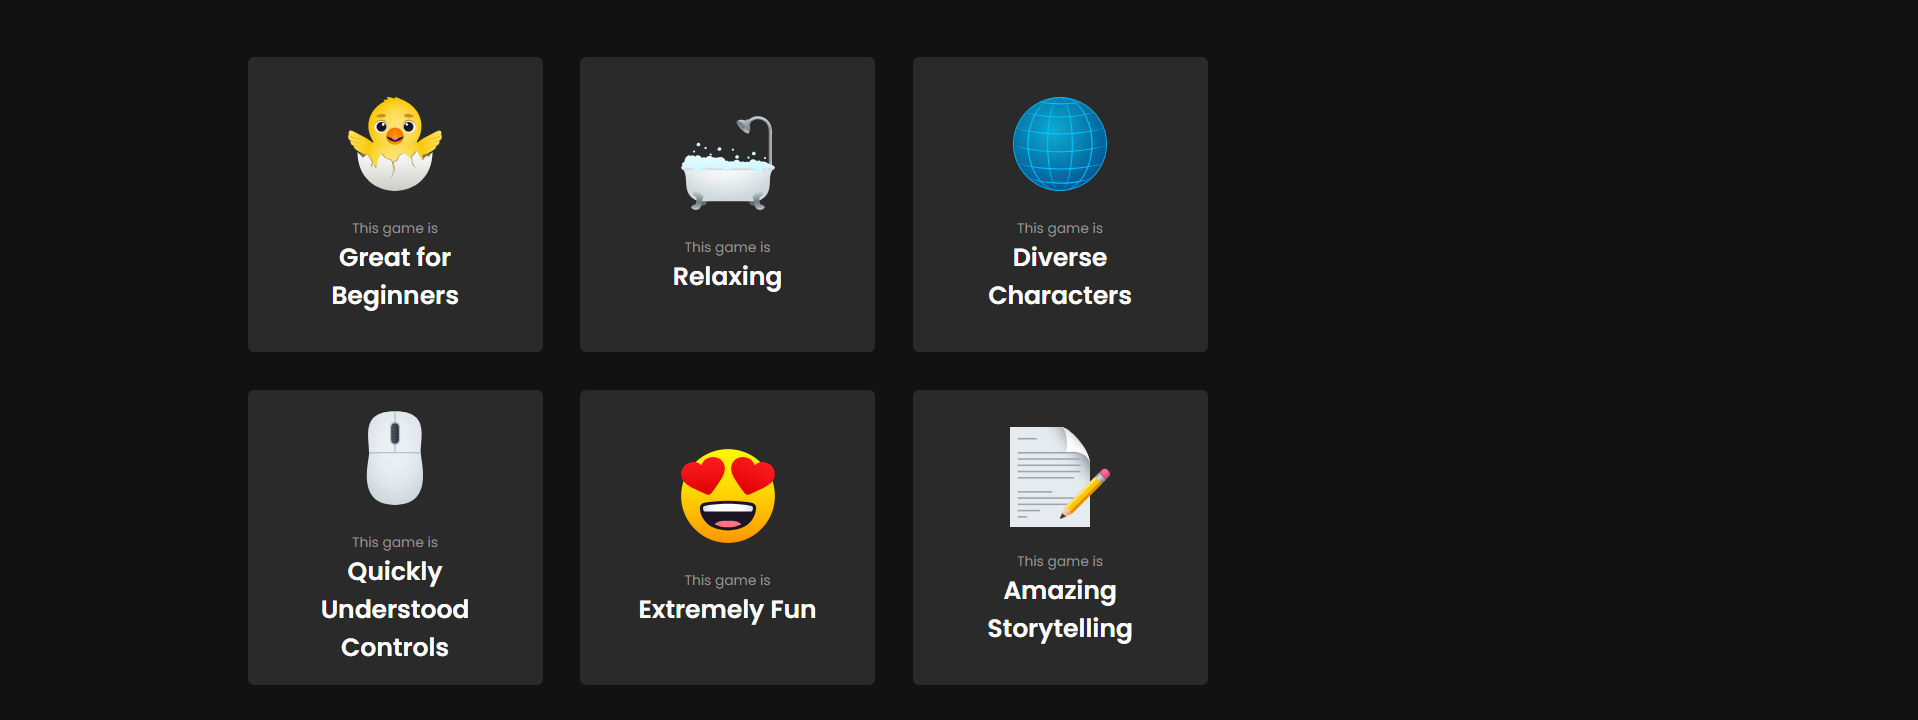 This game is
Great for
Beginners
This game is
Relaxing
This game is
Diverse
Characters
This game is
Quickly
Understood
Controls
This game is
Extremely Fun
This game is
Amazing
Storytelling